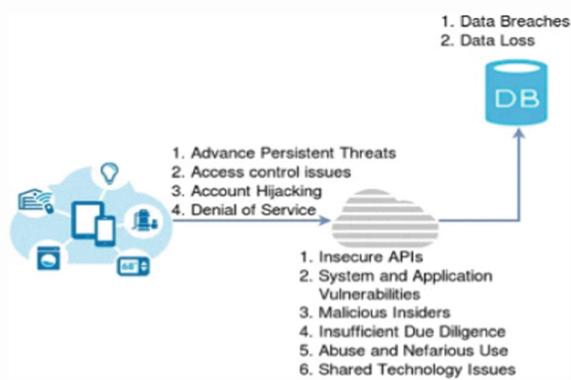 1. Data Breaches
2. Data Loss
DB
1. Advance Persistent Threats
2. Access control issues
3. Account Hijacking
4. Denial of Service
68°
1. Insecure APIs
2. System and Application
Vulnerabilities
3. Malicious Insiders
4. Insufficient Due Diligence
5. Abuse and Nefarious Use
6. Shared Technology Issues